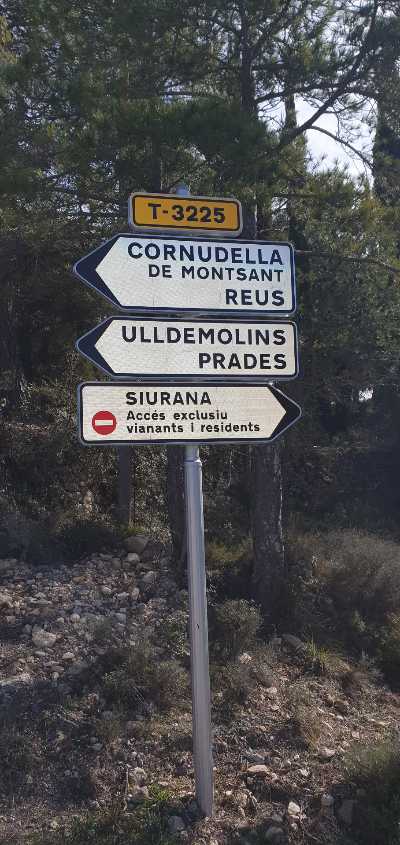 T-3225
CORNUDELLA
DE MONTSANT
REUS
ULLDEMOLINS
PRADES
SIURANA
Accés exclusiu
vianants i residents